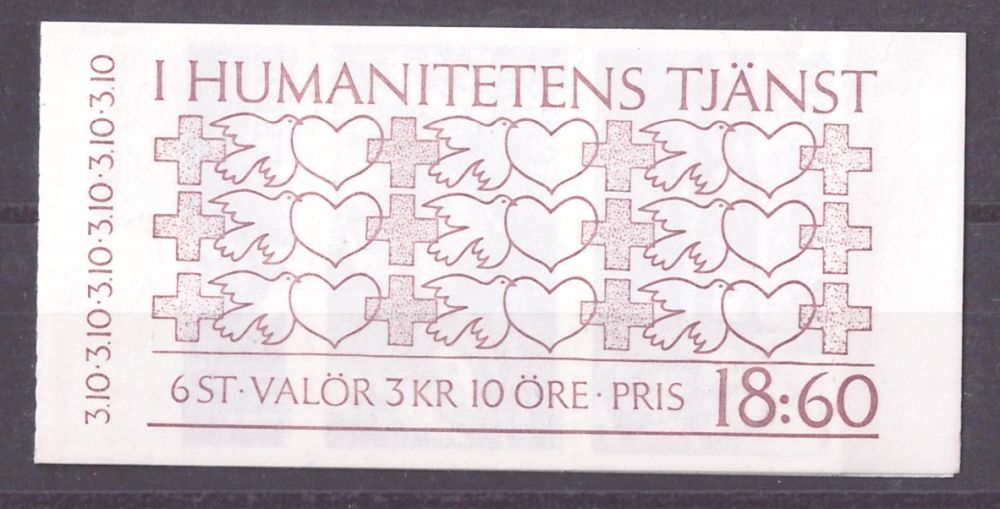 I HUMANITETENS TJÄNST
6 ST · VALÖR 3 KR 10 ÖRE · PRIS 18:60
3.10·3.10·3.10·3.10·3.10·3.10